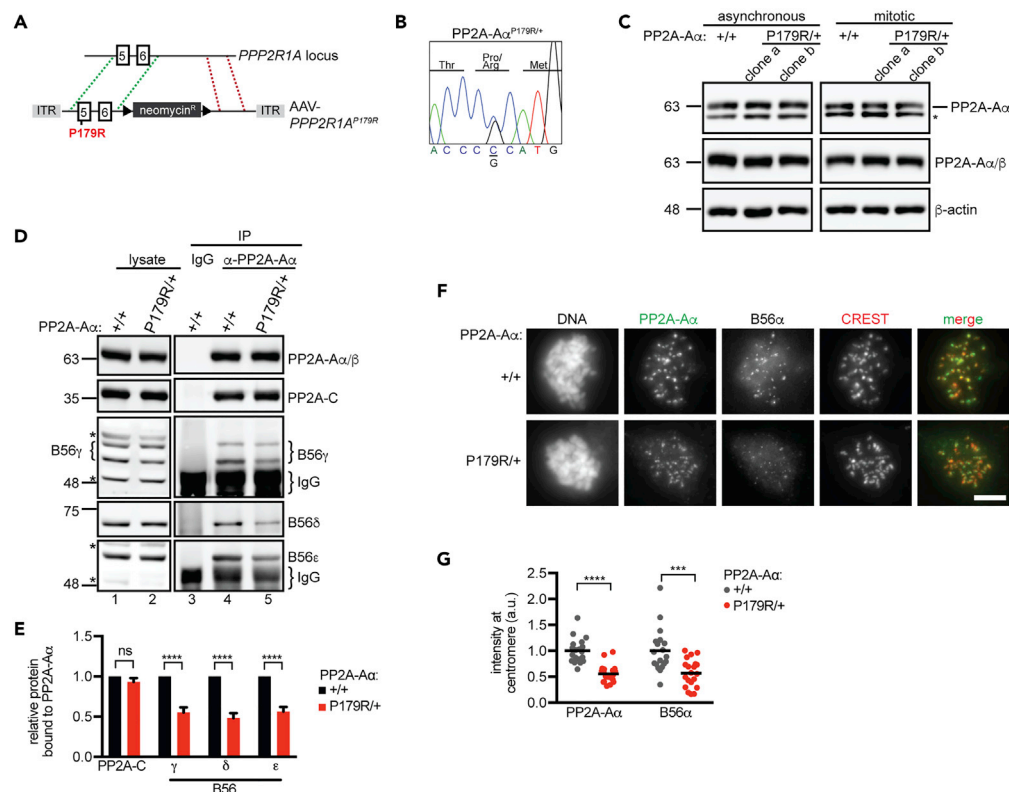 A
5 6
PPP2R1A locus
ITR
5 6
neomycinR
ITR
AAV-
PPP2R1AP179R
P179R
B
PP2A-AαP179R/+
Thr
Pro/
Arg
Met
A C C C C C A T G
G
C
asynchronous
mitotic
PP2A-Aα:
+/+
P179R/+
clone a
clone b
+/+
P179R/+
clone a
clone b
63
PP2A-Aα
*
63
PP2A-Aα/β
48
β-actin
D
IP
lysate
IgG
α-PP2A-Aα
PP2A-Aα:
+/+
P179R/+
+/+
+/+
P179R/+
63
PP2A-Aα/β
35
PP2A-C
*
B56γ
B56γ
48
*
IgG
75
B56δ
*
B56ε
48
*
IgG
1 2 3 4 5
E
relative protein
bound to PP2A-Aα
1.5
1.0
0.5
0.0
ns
****
****
****
PP2A-Aα:
+/+
P179R/+
PP2A-C
γ
δ
ε
B56
F
DNA
PP2A-Aα
B56α
CREST
merge
PP2A-Aα:
+/+
P179R/+
G
intensity at
centromere (a.u.)
2.5
2.0
1.5
1.0
0.5
0.0
****
***
PP2A-Aα:
+/+
P179R/+
PP2A-Aα
B56α